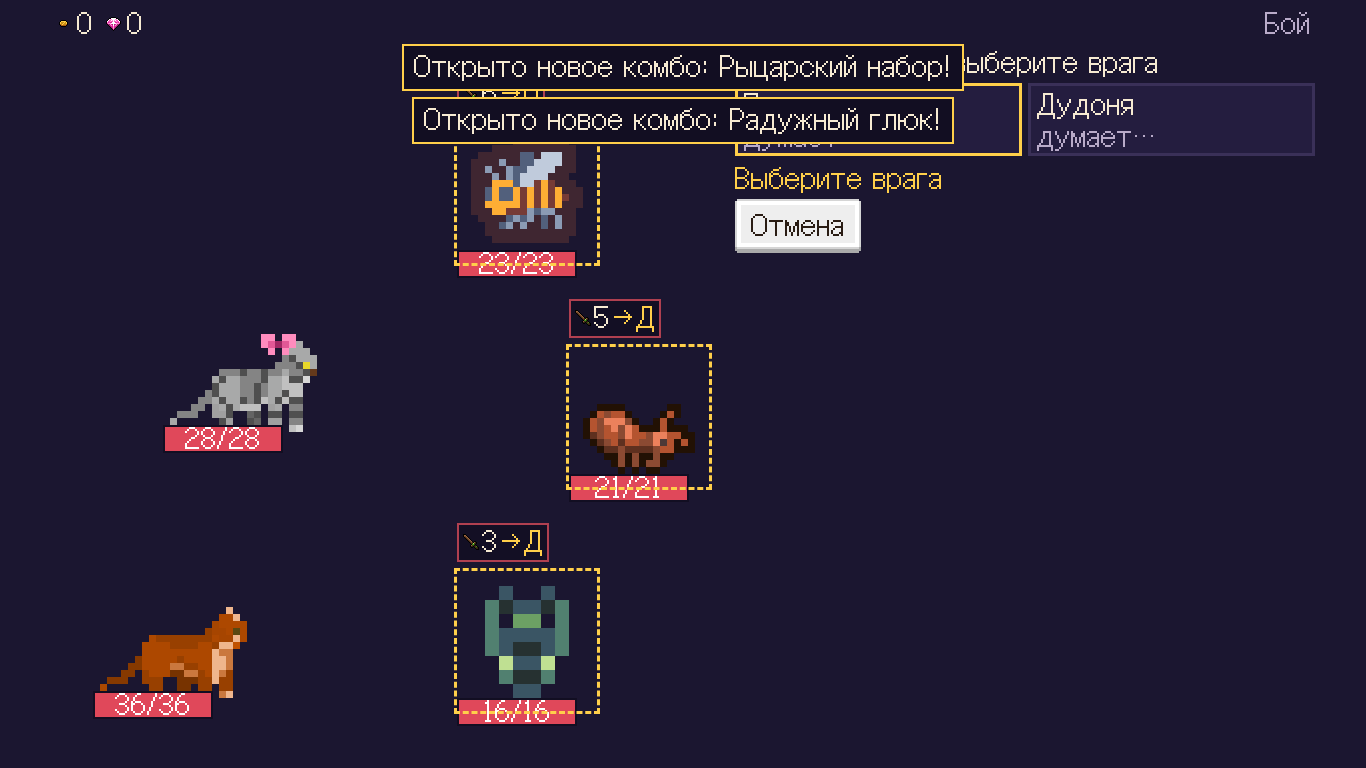 0 0
Бой
Открыто новое комбо: Рыцарский набор!
выберите врага
Открыто новое комбо: Радужный глюк!
Дудоня
думает...
Выберите врага
Отмена
23/23
5→Д
28/28
21/21
3→Д
36/36
16/16